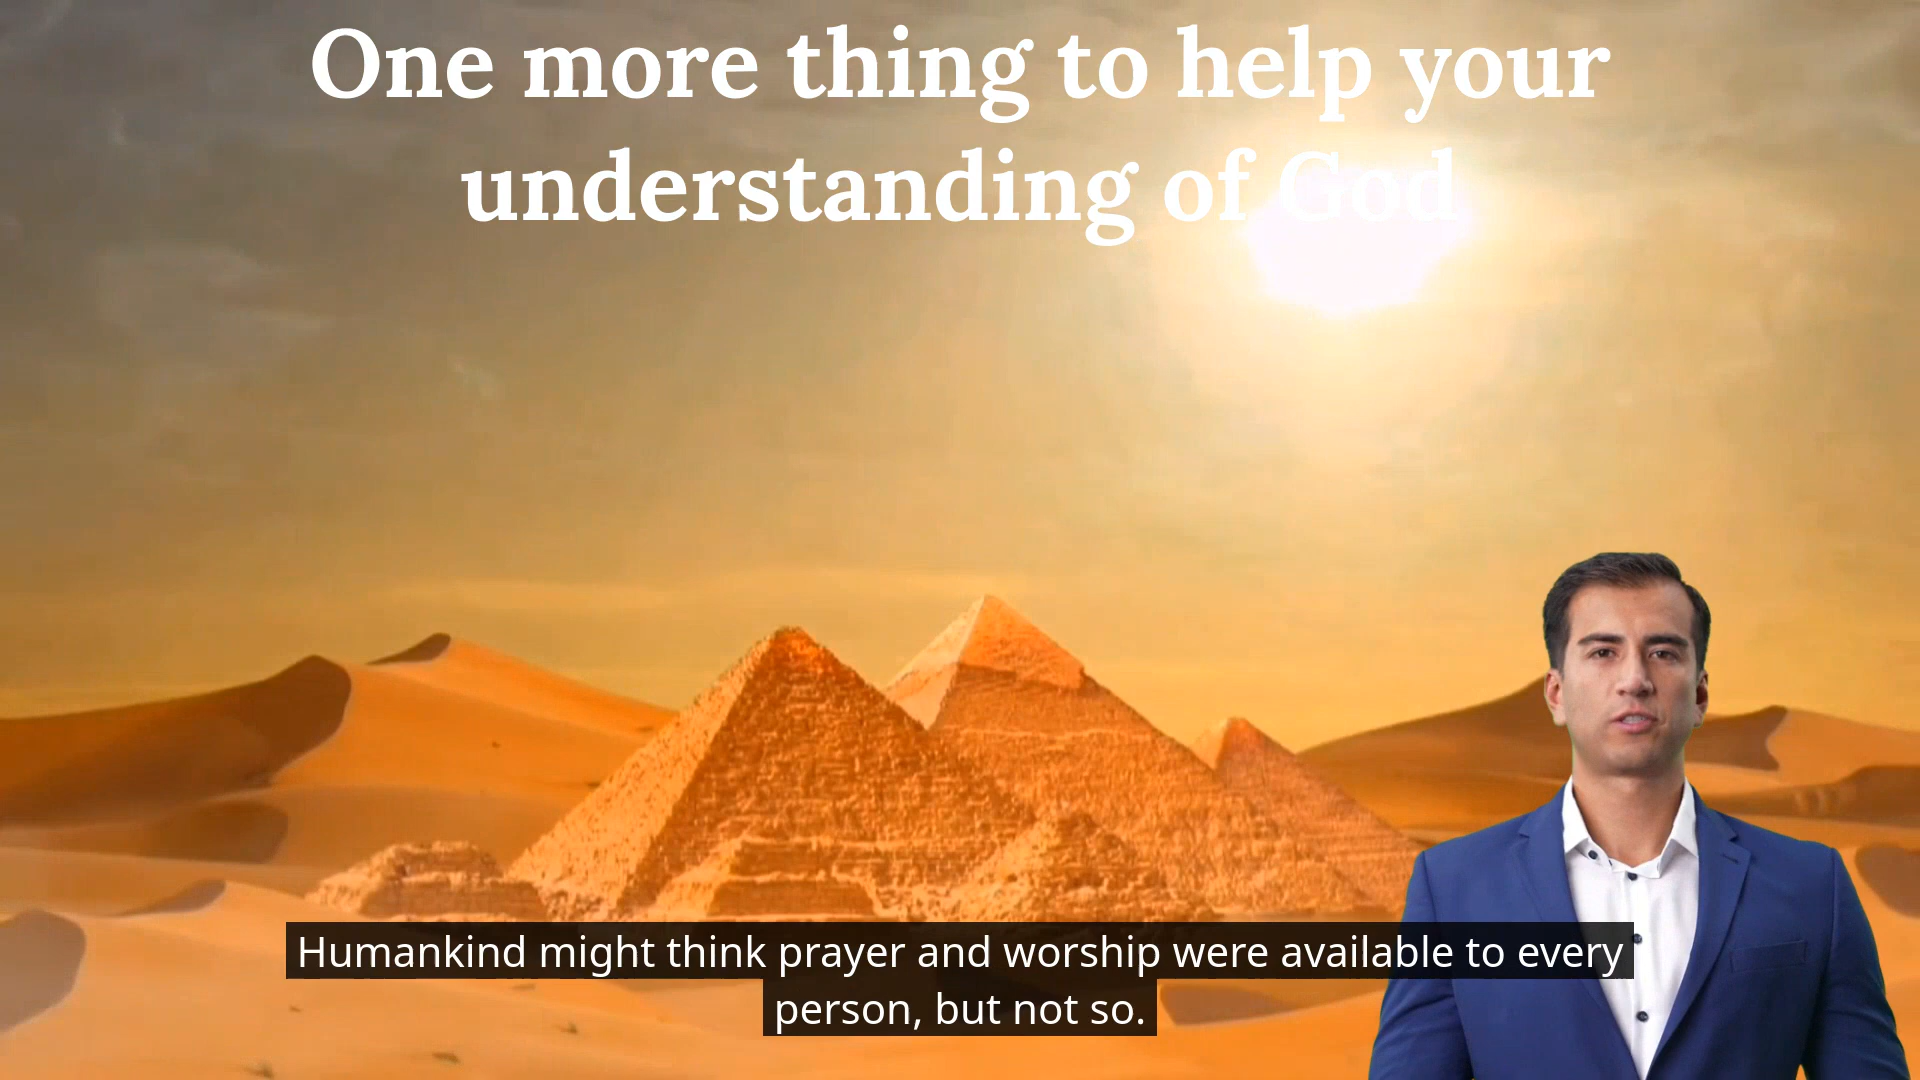 One more thing to help your
understanding of God
Humankind might think prayer and worship were available to every
person, but not so.